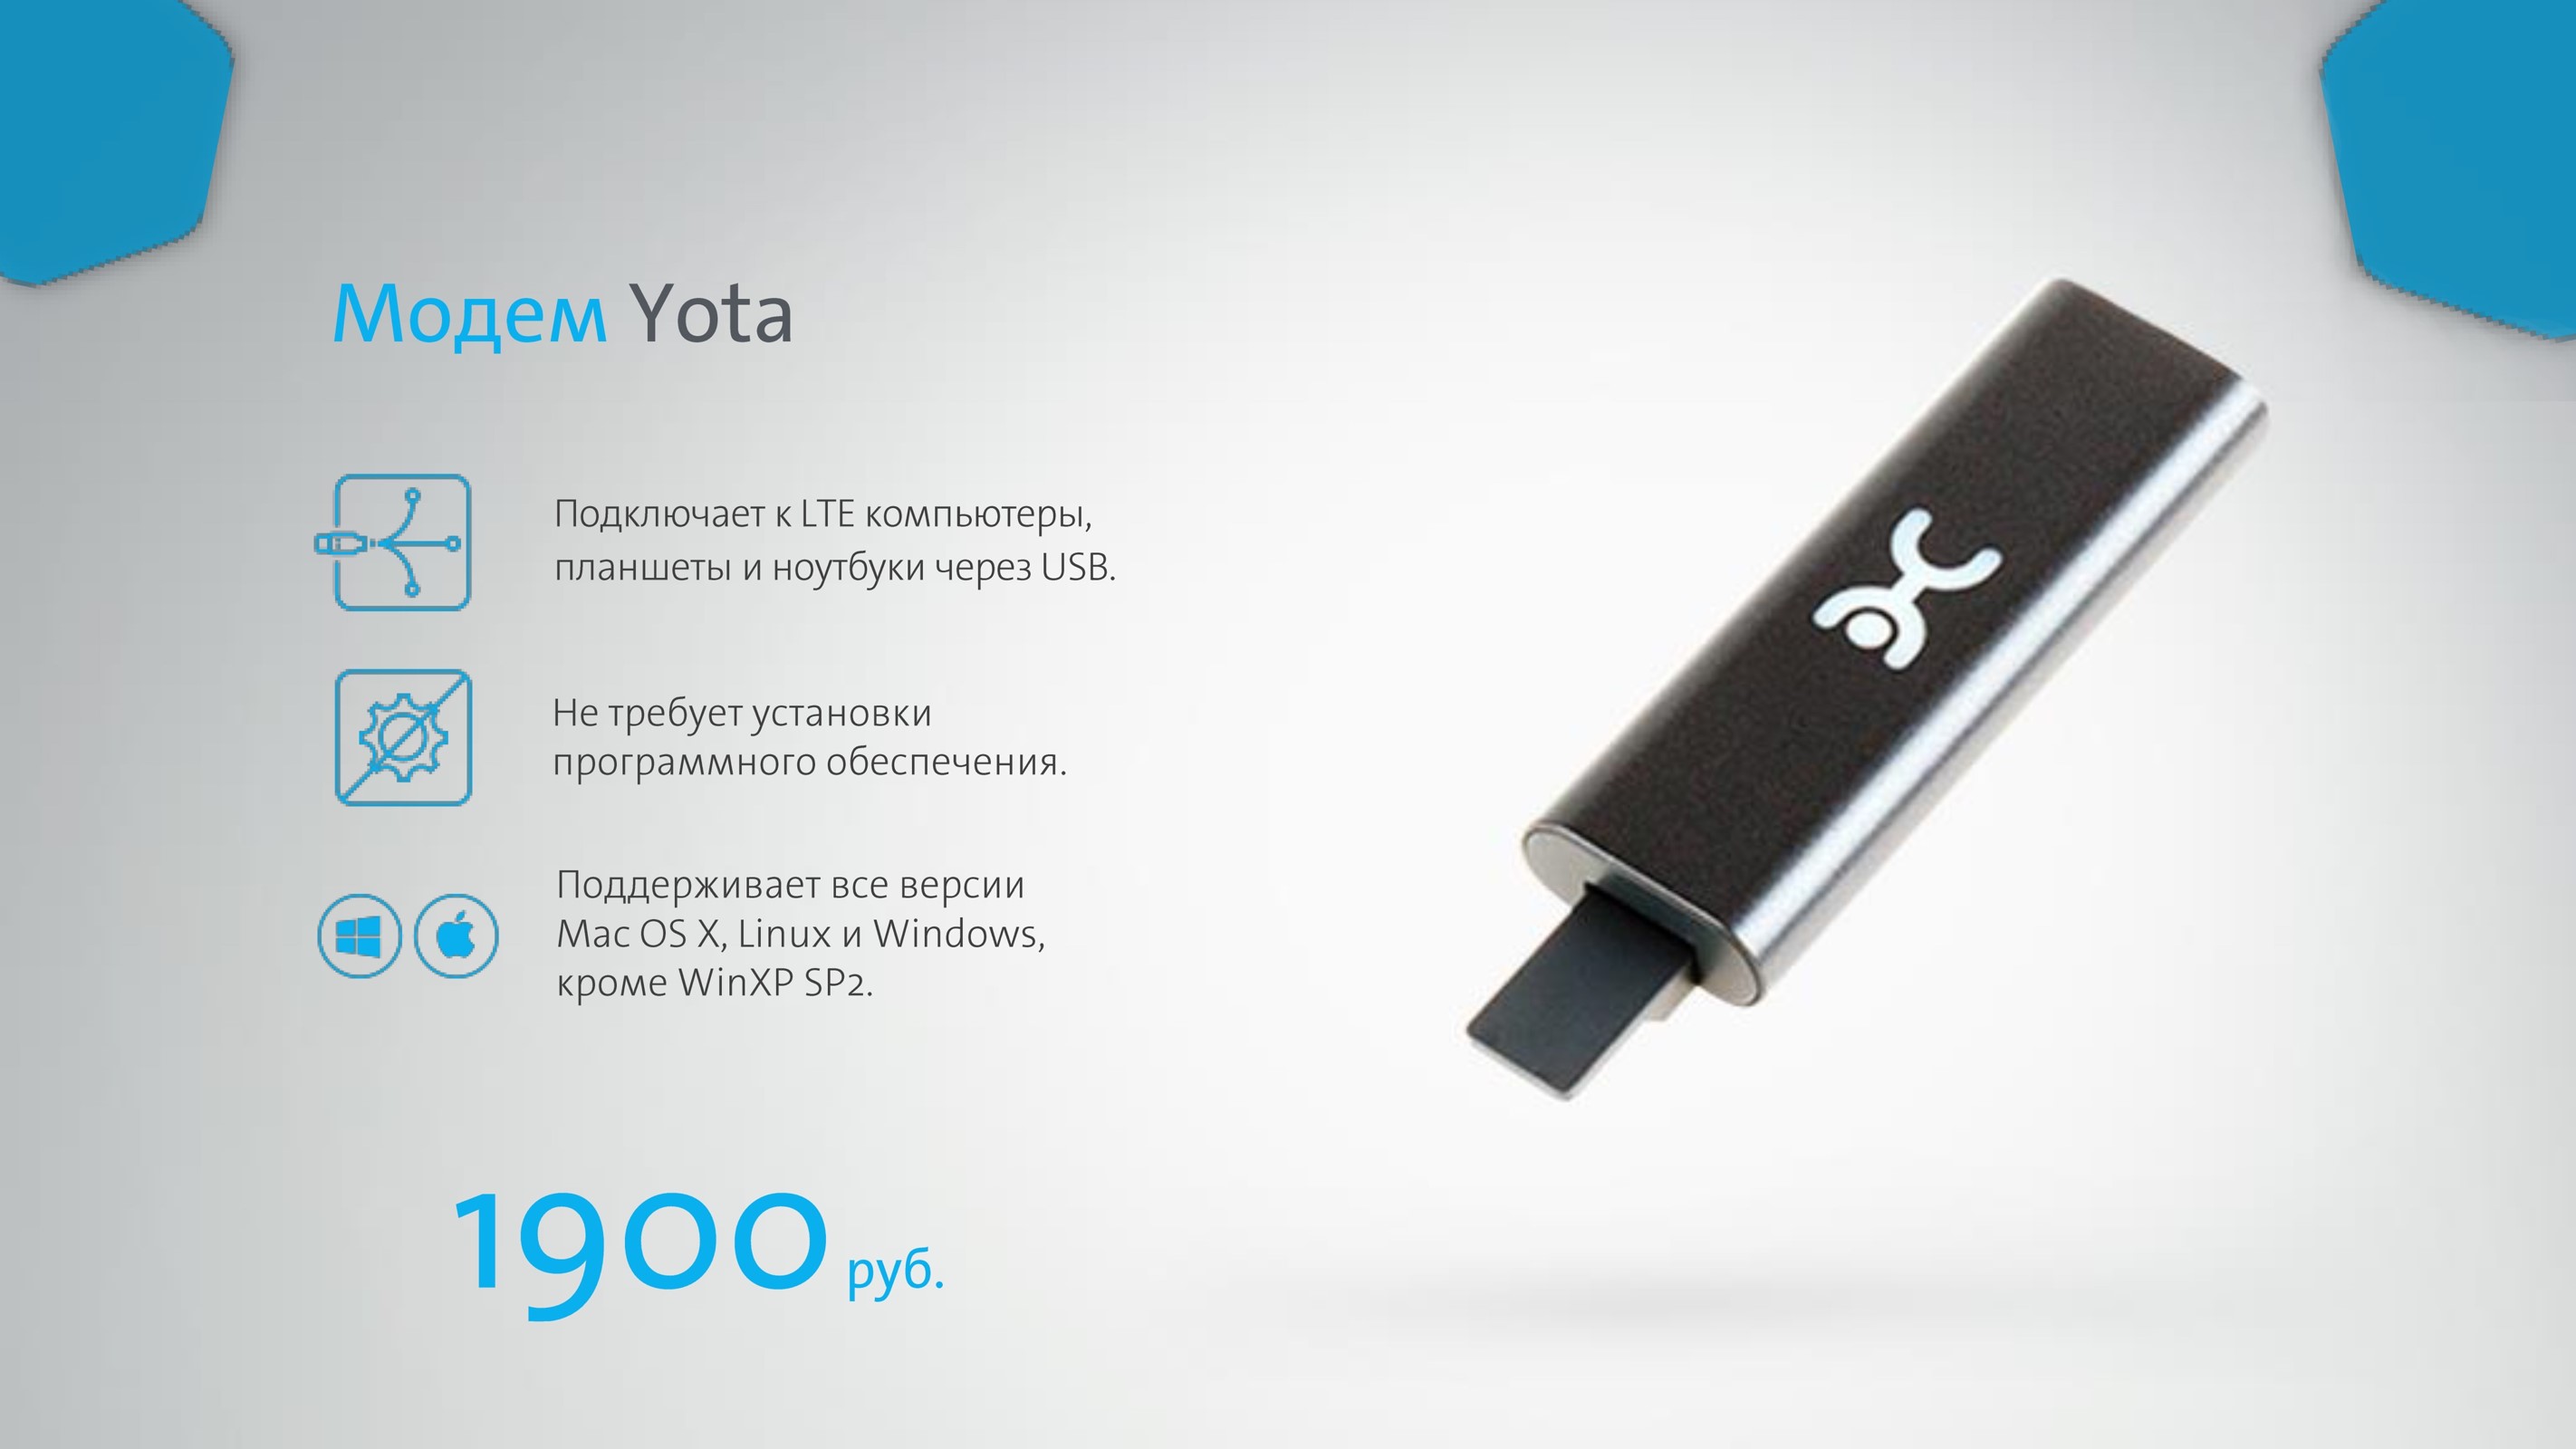 Модем Yota
Подключает к LTE компьютеры,
планшеты и ноутбуки через USB.
Не требует установки
программного обеспечения.
Поддерживает все версии
Mac OS X, Linux и Windows,
кроме WinXP SP2.
1900 руб.